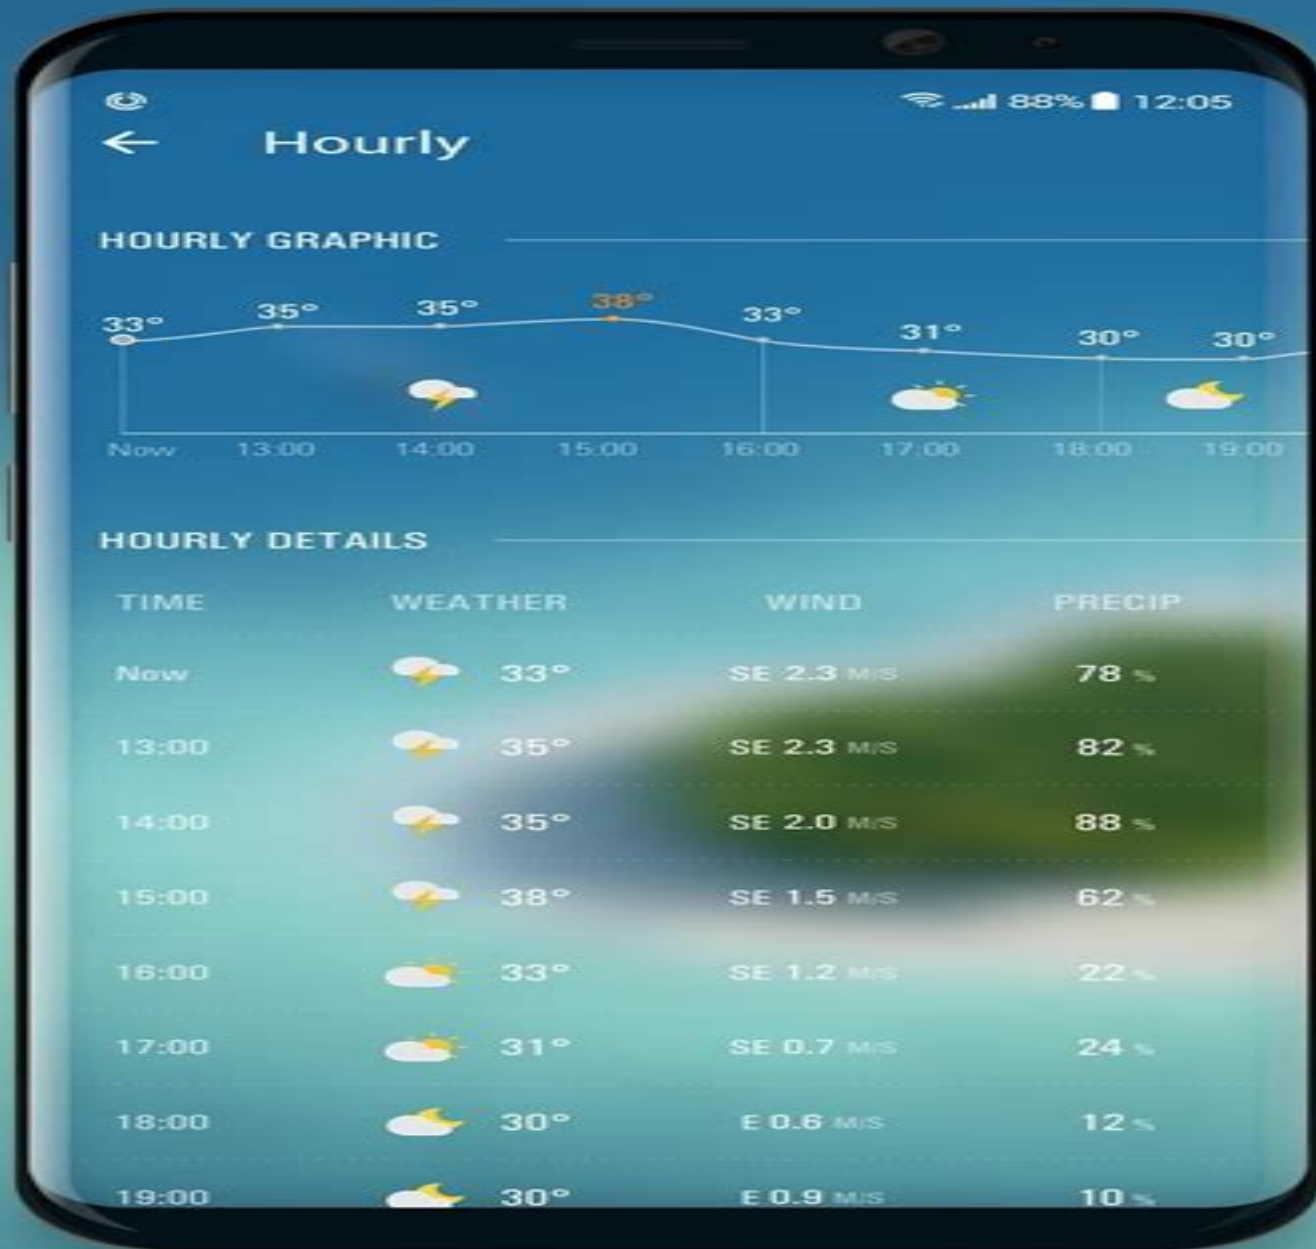 88% 12:05
Hourly
HOURLY GRAPHIC
33° 35° 35° 38° 33° 31° 30° 30°
Now 13:00 14:00 15:00 16:00 17:00 18:00 19:00
HOURLY DETAILS
TIME WEATHER WIND PRECIP
Now 33° SE 2.3 M/S 78 %
13:00 35° SE 2.3 M/S 82 %
14:00 35° SE 2.0 M/S 88 %
15:00 38° SE 1.5 M/S 62 %
16:00 33° SE 1.2 M/S 22 %
17:00 31° SE 0.7 M/S 24 %
18:00 30° E 0.6 M/S 12 %
19:00 30° E 0.9 M/S 10 %